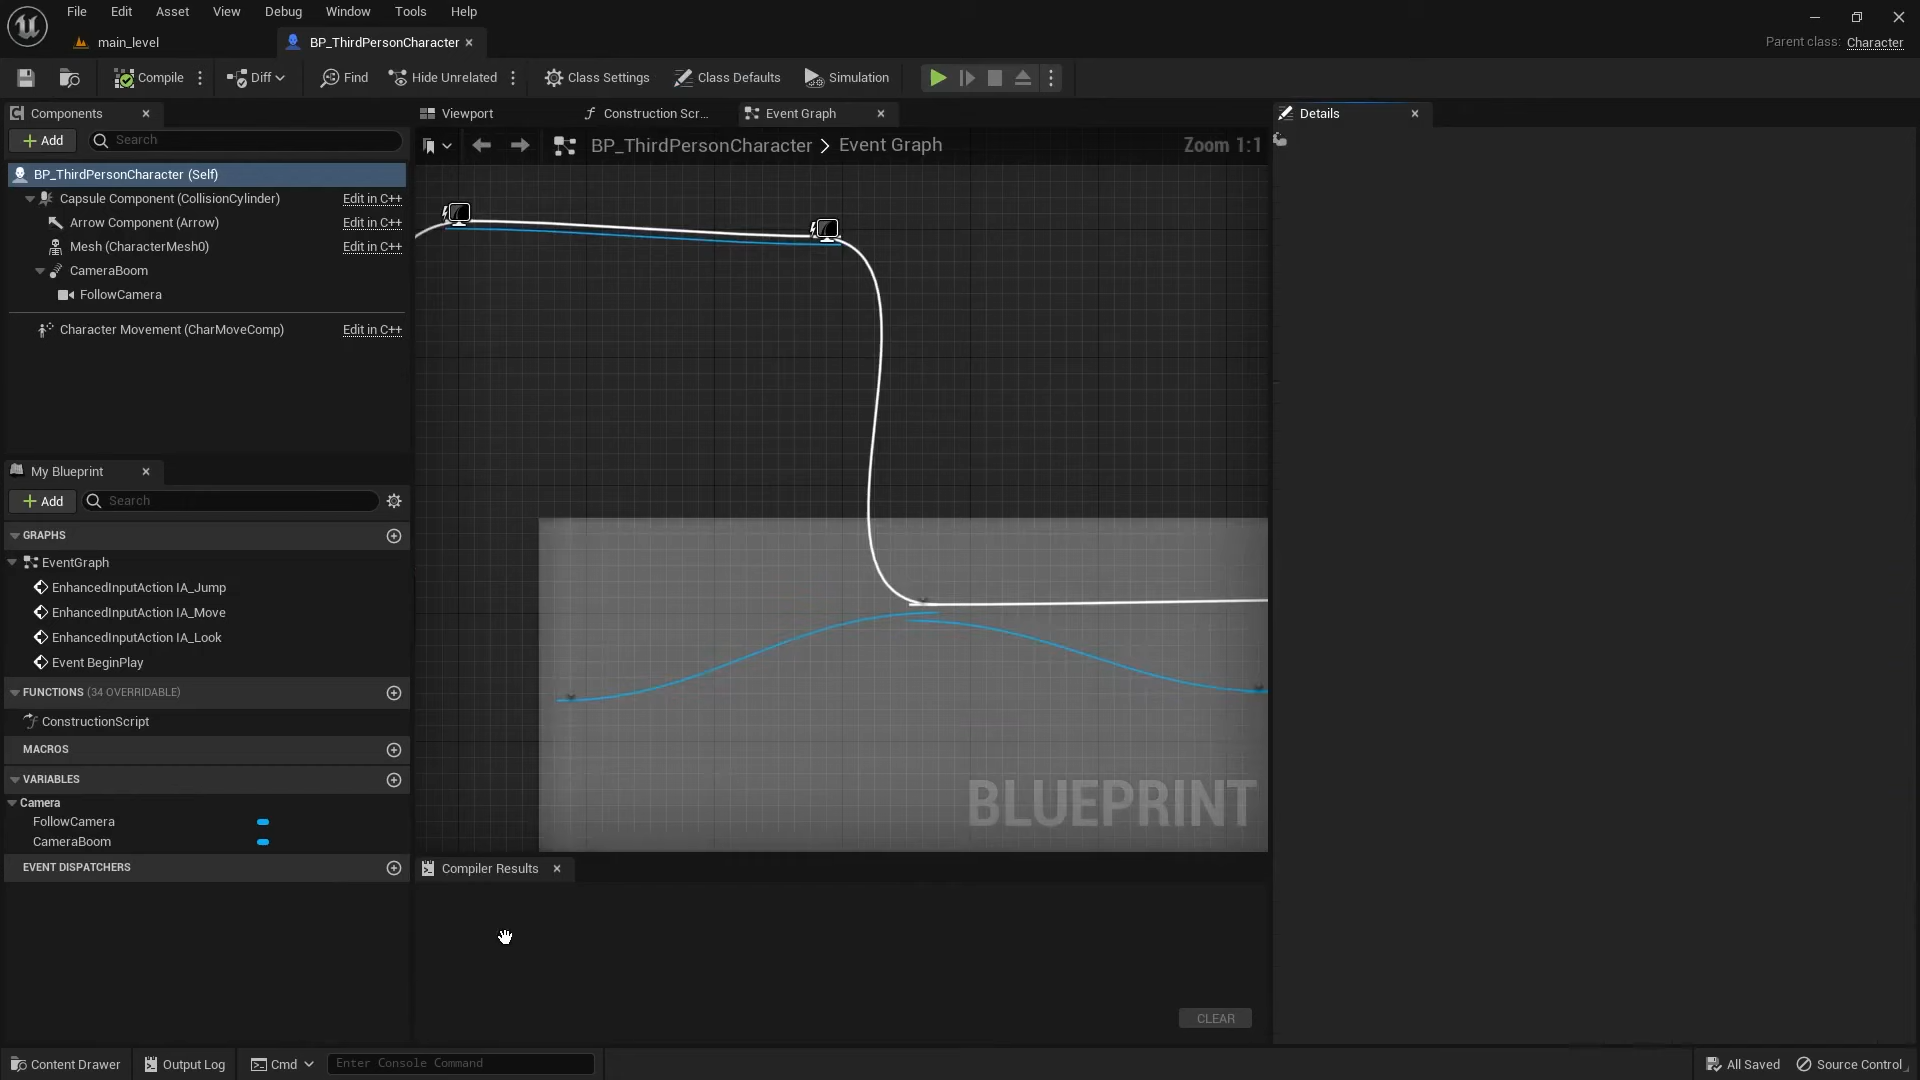 File Edit Asset View Debug Window Tools Help
main_level
BP_ThirdPersonCharacter
Parent class: Character
Compile
Diff
Find
Hide Unrelated
Class Settings
Class Defaults
Simulation
Components
Viewport
Construction Scr...
Event Graph
Details
Add
Search
BP_ThirdPersonCharacter > Event Graph
Zoom 1:1
BP_ThirdPersonCharacter (Self)
Capsule Component (CollisionCylinder) Edit in C++
Arrow Component (Arrow) Edit in C++
Mesh (CharacterMesh0) Edit in C++
CameraBoom
FollowCamera
Character Movement (CharMoveComp) Edit in C++
My Blueprint
Add
Search
GRAPHS
EventGraph
EnhancedInputAction IA_Jump
EnhancedInputAction IA_Move
EnhancedInputAction IA_Look
Event BeginPlay
FUNCTIONS (34 OVERRIDABLE)
ConstructionScript
MACROS
VARIABLES
Camera
FollowCamera
CameraBoom
EVENT DISPATCHERS
BLUEPRINT
Compiler Results
CLEAR
Content Drawer
Output Log
Cmd
Enter Console Command
All Saved
Source Control